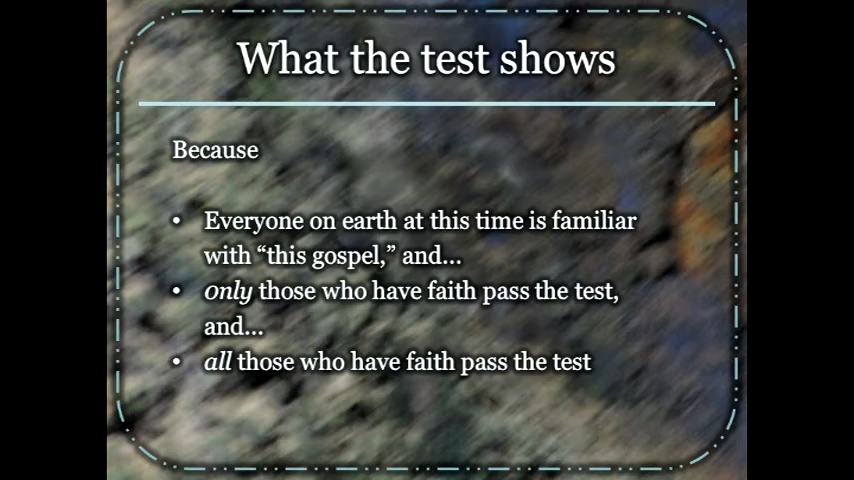 What the test shows
Because
• Everyone on earth at this time is familiar
with “this gospel,” and...
• only those who have faith pass the test,
and...
• all those who have faith pass the test